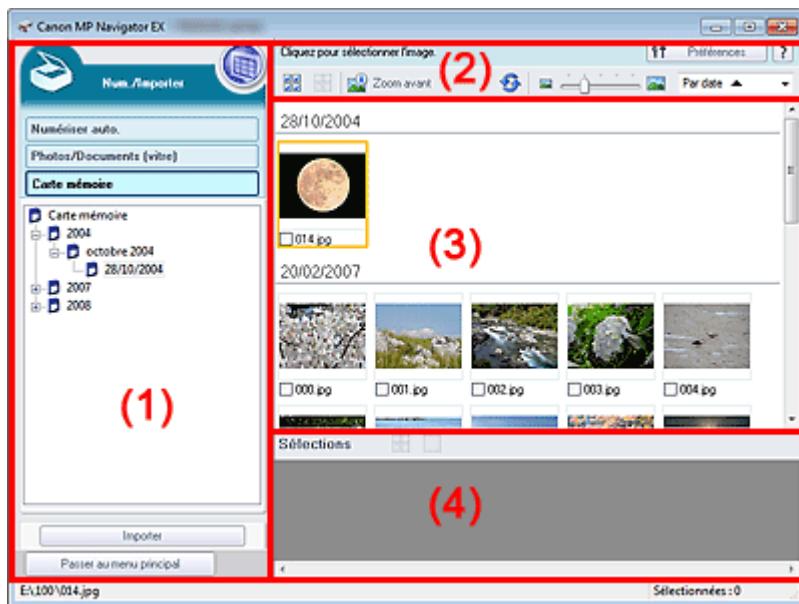 Canon MP Navigator EX
Num./Importer
Numériser auto.
Photos/Documents (vitre)
Carte mémoire
Carte mémoire
2004
octobre 2004
28/10/2004
2007
2008
(1)
Importer
Passer au menu principal
Cliquez pour sélectionner l'image.
Préférences
?
(2)
Zoom avant
Par date
28/10/2004
014.jpg
(3)
20/02/2007
000.jpg
001.jpg
002.jpg
003.jpg
004.jpg
Sélections
(4)
E:\100\014.jpg
Sélectionnées : 0